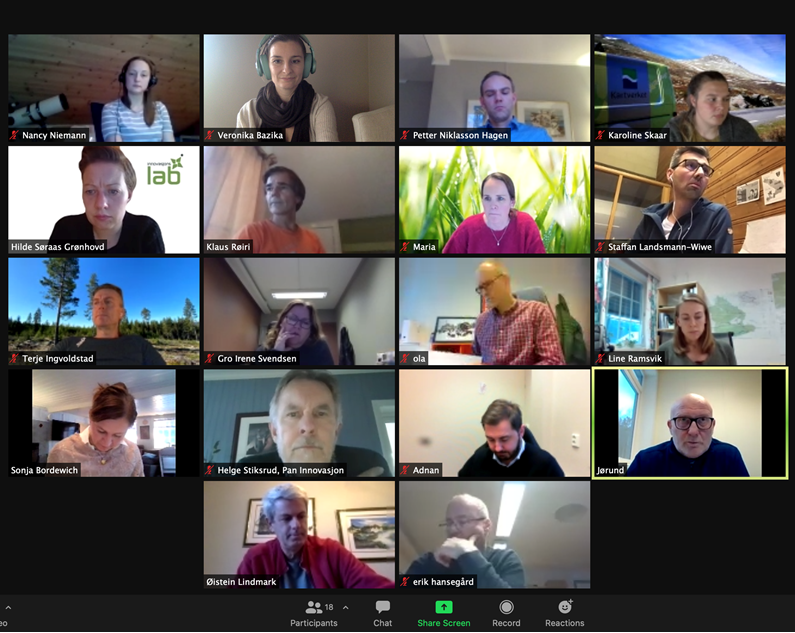 Nancy Niemann
Veronika Bazika
Petter Niklasson Hagen
Kartverket
Karoline Skaar
innovasjons
lab
Hilde Søraas Grønhovd
Klaus Røiri
Maria
Staffan Landsmann-Wiwe
Terje Ingvoldstad
Gro Irene Svendsen
ola
Line Ramsvik
Sonja Bordewich
Helge Stiksrud, Pan Innovasjon
Adnan
Jørund
Øistein Lindmark
erik hansegård
eo
18
Participants
Chat
Share Screen
Record
Reactions